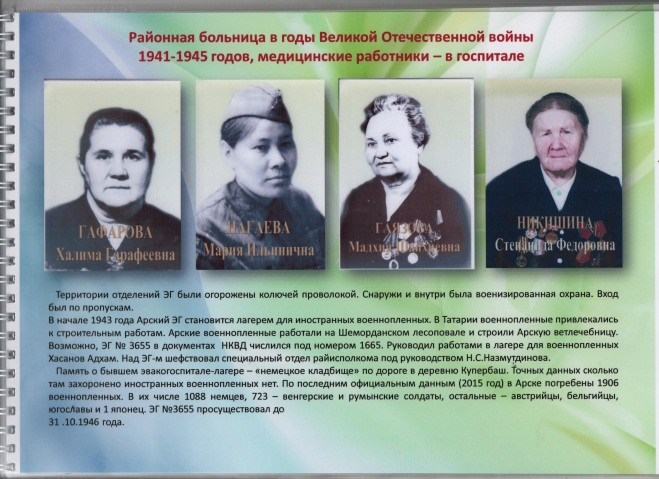 Районная больница в годы Великой Отечественной войны
1941-1945 годов, медицинские работники – в госпитале
ГАФАРОВА
Халима Гарафеевна
НАГАЕВА
Мария Ильинична
ГАЯЗОВА
НИКИШИНА
Степанида Федоровна
Территории отделений ЭГ были огорожены колючей проволокой. Снаружи и внутри была военизированная охрана. Вход
был по пропускам.
В начале 1943 года Арский ЭГ становится лагерем для иностранных военнопленных. В Татарии военнопленные привлекались
к строительным работам. Арские военнопленные работали на Шемордановском лесоповале и строили Арскую ветлечебницу.
Возможно, ЭГ № 3655 в документах НКВД числился под номером 1665. Руководил работами в лагере для военнопленных
Хасанов Адхам. Над ЭГ-м шефствовал специальный отдел райисполкома под руководством Н.С.Назмутдинова.
Память о бывшем эвакогоспитале-лагере – «немецкое кладбище» по дороге в деревню Купербаш. Точных данных сколько
там захоронено иностранных военнопленных нет. По последним официальным данным (2015 год) в Арске погребены 1906
военнопленных. В их числе 1088 немцев, 723 – венгерские и румынские солдаты, остальные – австрийцы, бельгийцы,
югославы и 1 японец. ЭГ №3655 просуществовал до
31 .10.1946 года.